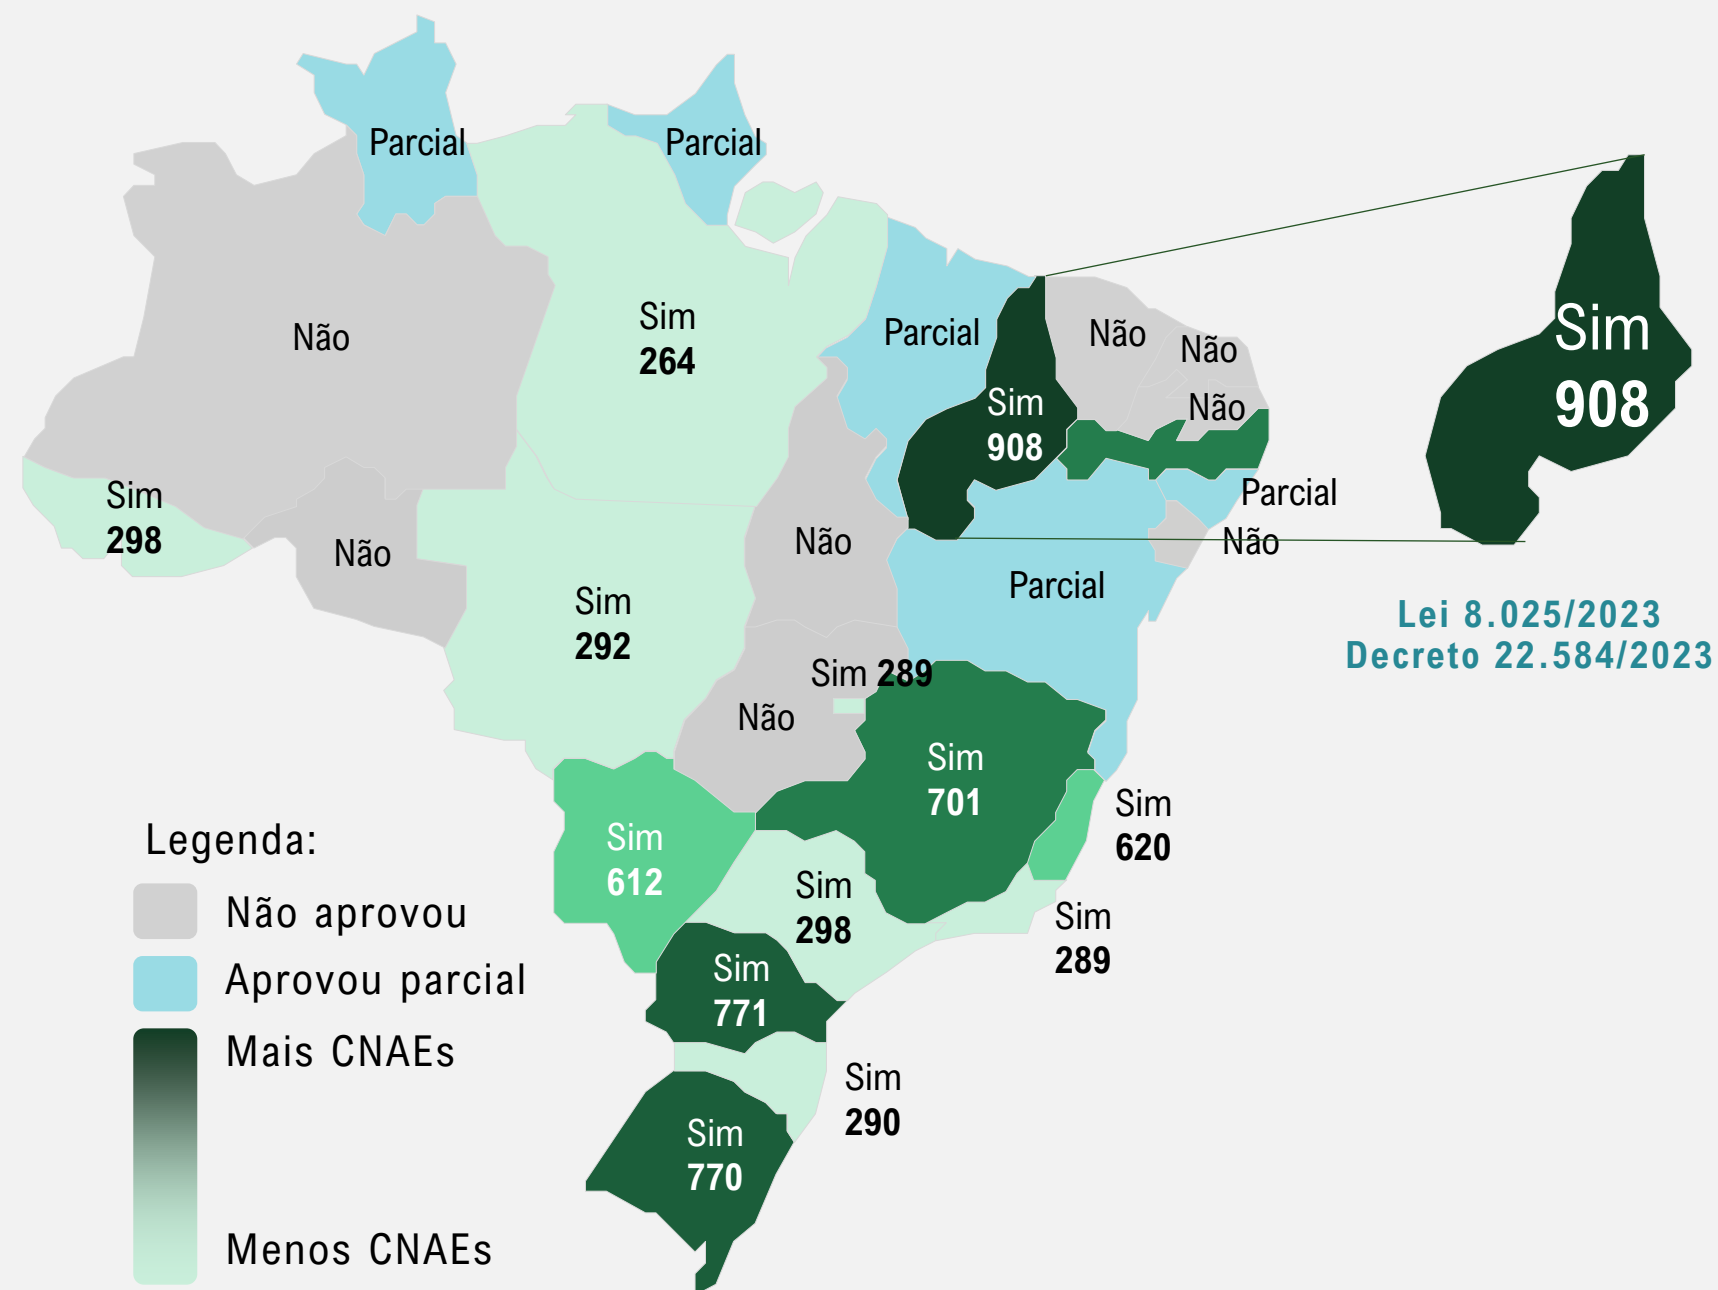 Parcial
Parcial
Não
Sim
264
Parcial
Sim
908
Não
Não
Não
Sim
908
Parcial
Não
Sim
298
Não
Não
Parcial
Sim
292
Sim 289
Não
Sim
701
Sim
620
Sim
612
Sim
298
Sim
289
Sim
771
Sim
290
Sim
770
Lei 8.025/2023
Decreto 22.584/2023
Legenda:
Não aprovou
Aprovou parcial
Mais CNAEs
Menos CNAEs